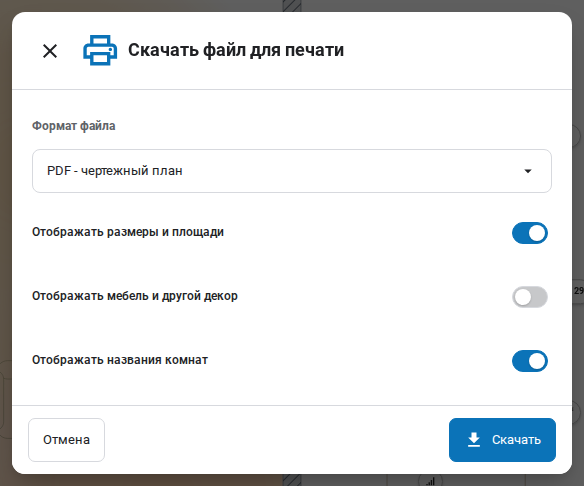 Скачать файл для печати
Формат файла
PDF - чертежный план
Отображать размеры и площади
Отображать мебель и другой декор
29
Отображать названия комнат
Отмена
Скачать